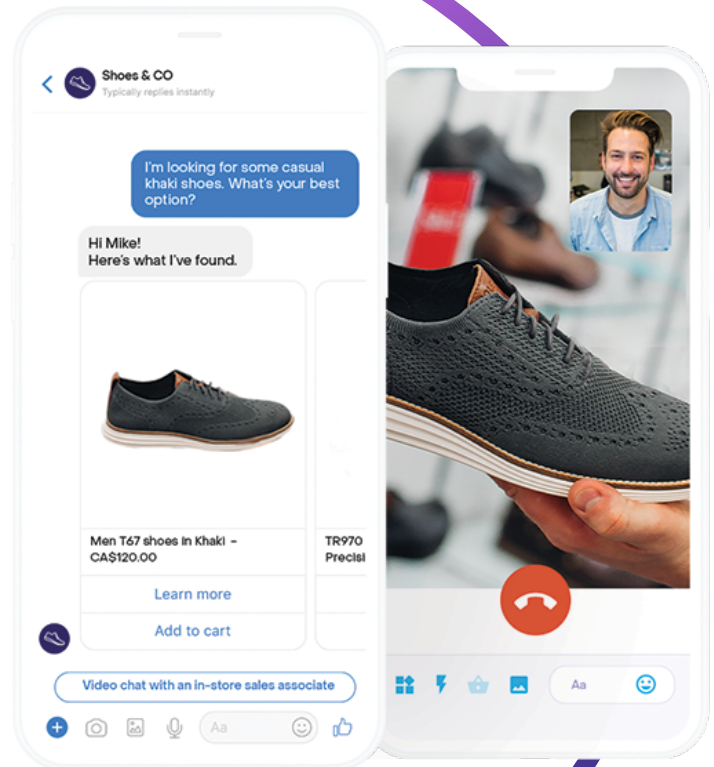 Shoes & CO
Typically replies instantly
I'm looking for some casual
khaki shoes. What's your best
option?
Hi Mike!
Here's what I've found.
Men T67 shoes in Khaki –
CA$120.00
TR970
Precisi
Learn more
Add to cart
Video chat with an in-store sales associate
Aa
Aa